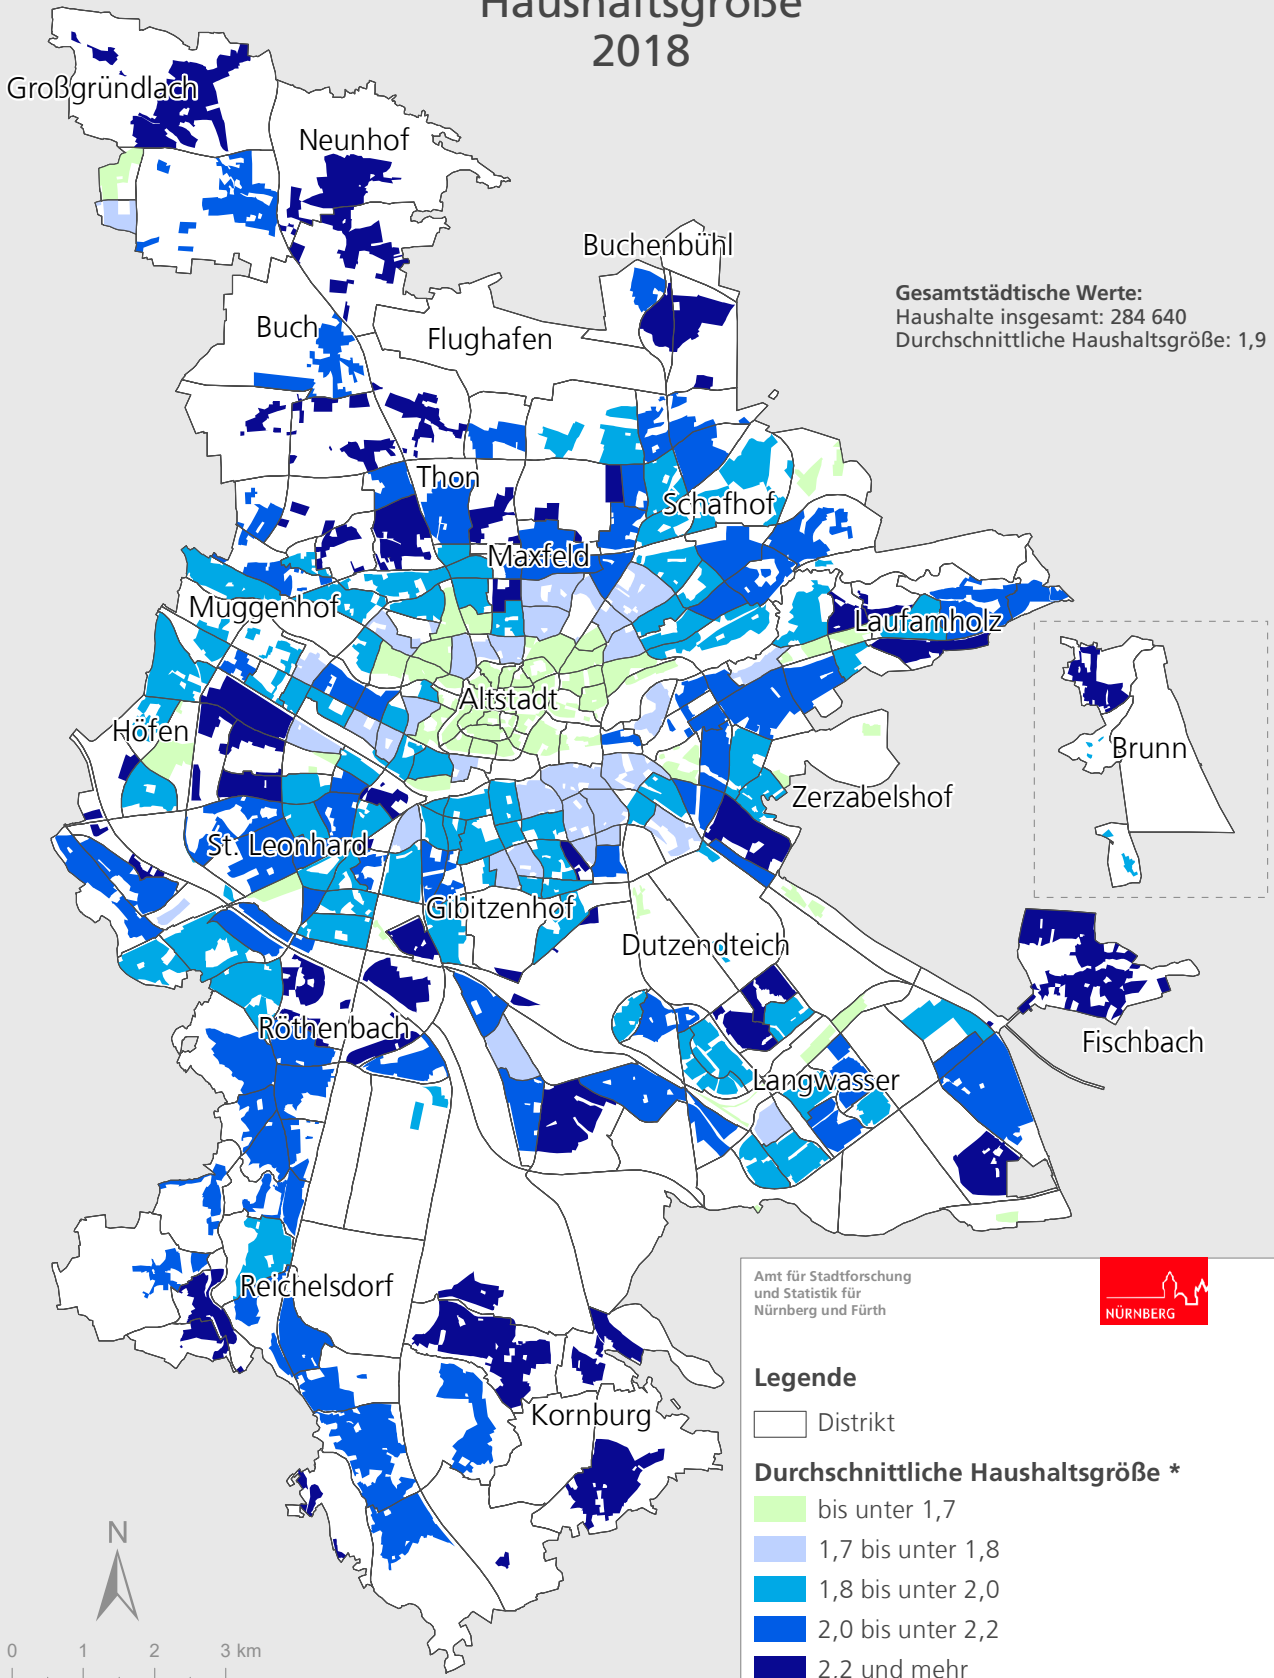 Haushaltsgröße
2018
Großgründlach
Neunhof
Buchenbühl
Gesamtstädtische Werte:
Haushalte insgesamt: 284 640
Durchschnittliche Haushaltsgröße: 1,9
Buch
Flughafen
Thon
Schafhof
Maxfeld
Muggenhof
Laufamholz
Altstadt
Höfen
Brunn
Zerzabelshof
St. Leonhard
Gibitzenhof
Dutzendteich
Röthenbach
Fischbach
Langwasser
Reichelsdorf
Kornburg
Amt für Stadtforschung
und Statistik für
Nürnberg und Fürth
NÜRNBERG
Legende
Distrikt
Durchschnittliche Haushaltsgröße *
bis unter 1,7
1,7 bis unter 1,8
1,8 bis unter 2,0
2,0 bis unter 2,2
2,2 und mehr
N
0 1 2 3 km